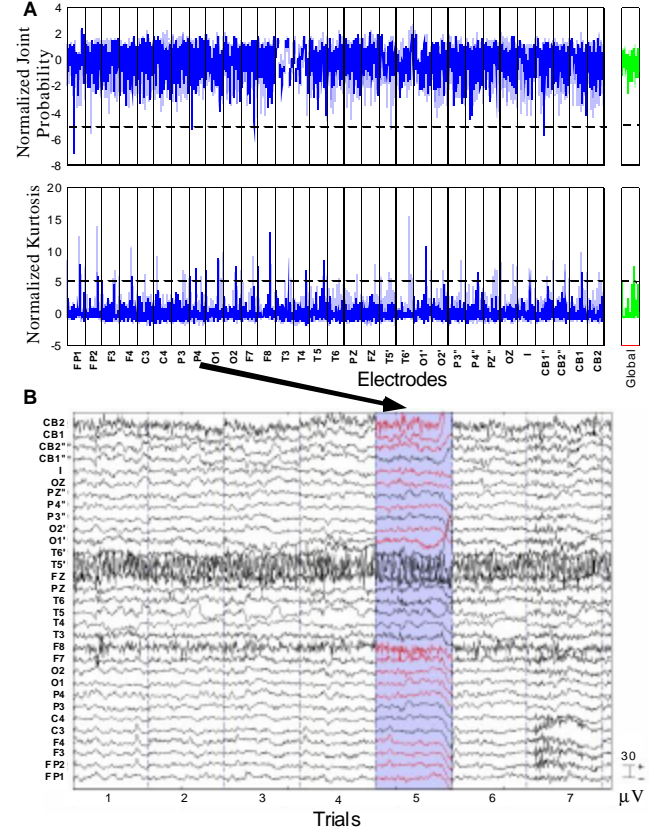 A
Normalized Joint
Probability
4
2
0
-2
-4
-6
-8
Normalized Kurtosis
20
15
10
5
0
-5
FP1 FP2 F3 F4 C3 C4 P3 P4 O1 O2 F7 F8 T3 T4 T5 T6 PZ FZ T5' T6' O1' O2' P3" P4" PZ" OZ I CB1" CB2" CB1 CB2
Global
Electrodes
B
CB2
CB1
CB2"
CB1"
I
OZ
PZ"
P4"
P3"
O2'
O1'
T6'
T5'
FZ
PZ
T6
T5
T4
T3
F8
F7
O2
O1
P4
P3
C4
C3
F4
F3
FP2
FP1
30
+
-
µV
1 2 3 4 5 6 7
Trials